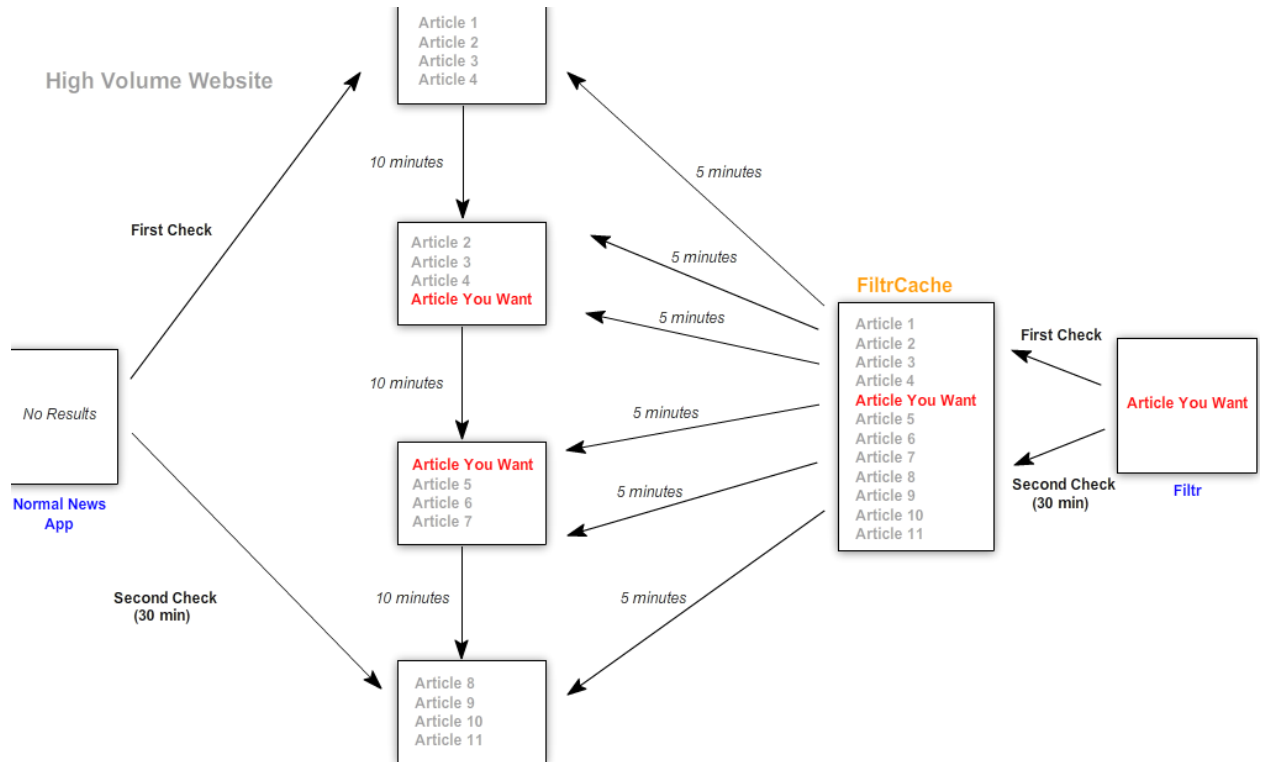 High Volume Website
Article 1
Article 2
Article 3
Article 4
10 minutes
5 minutes
First Check
Article 2
Article 3
Article 4
Article You Want
5 minutes
5 minutes
10 minutes
No Results
Normal News
App
Article You Want
Article 5
Article 6
Article 7
5 minutes
5 minutes
Second Check
(30 min)
10 minutes
5 minutes
Article 8
Article 9
Article 10
Article 11
FiltrCache
Article 1
Article 2
Article 3
Article 4
Article You Want
Article 5
Article 6
Article 7
Article 8
Article 9
Article 10
Article 11
First Check
Second Check
(30 min)
Article You Want
Filtr